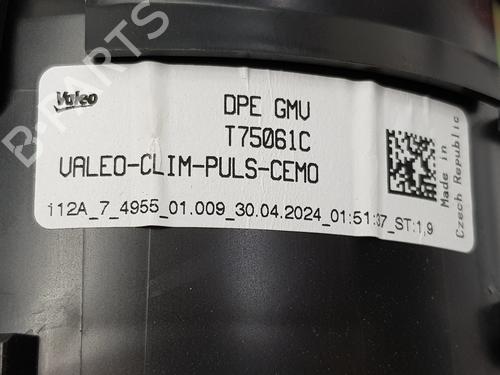 B-PARTS
Valeo
DPE GMV
T75061C
VALEO-CLIM-PULS-CEMO
112A_7_4955_01.009_30.04.2024_01:51:37_ST:1,9
Made in
Czech Republic